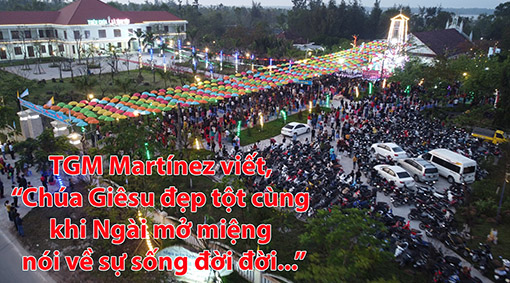 TGM Martínez viết,
“Chúa Giêsu đẹp tột cùng
khi Ngài mở miệng
nói về sự sống đời đời...”